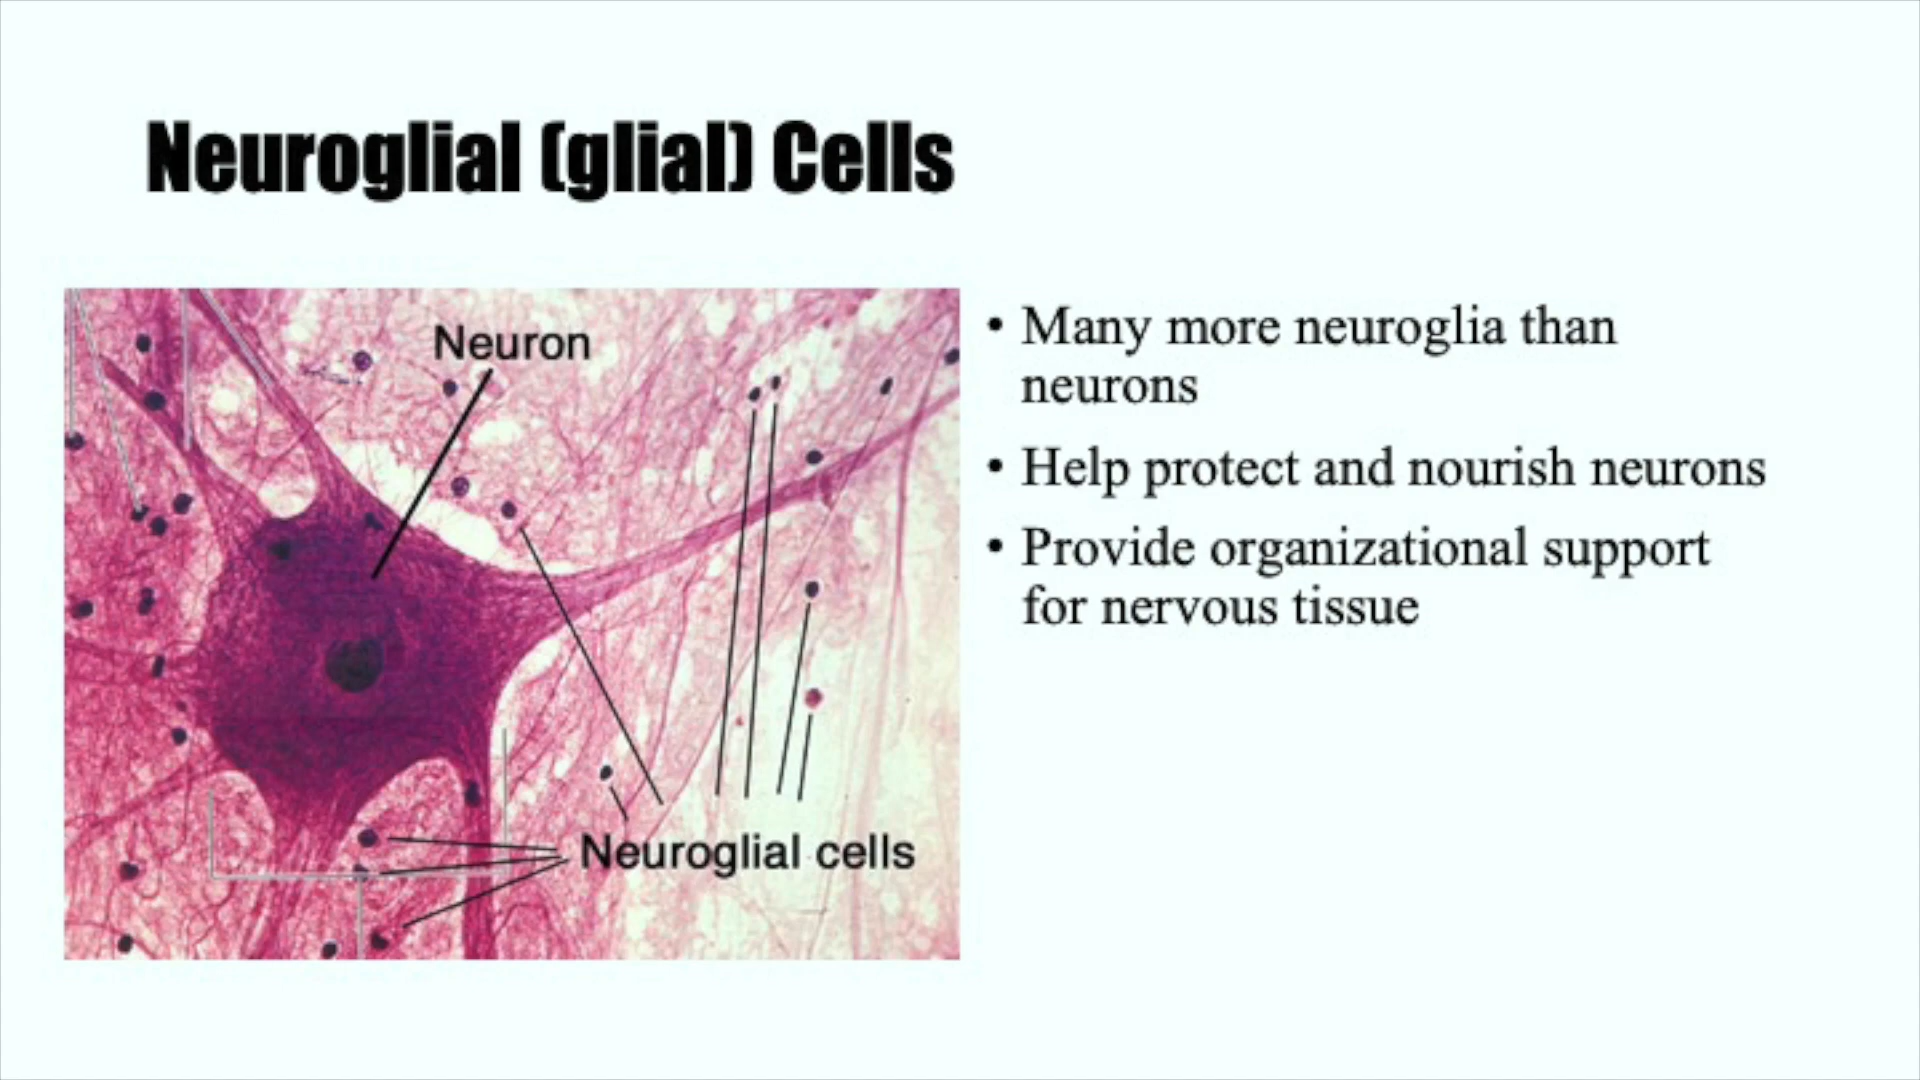 Neuroglial (glial) Cells
Neuron
Neuroglial cells
• Many more neuroglia than
neurons
• Help protect and nourish neurons
• Provide organizational support
for nervous tissue